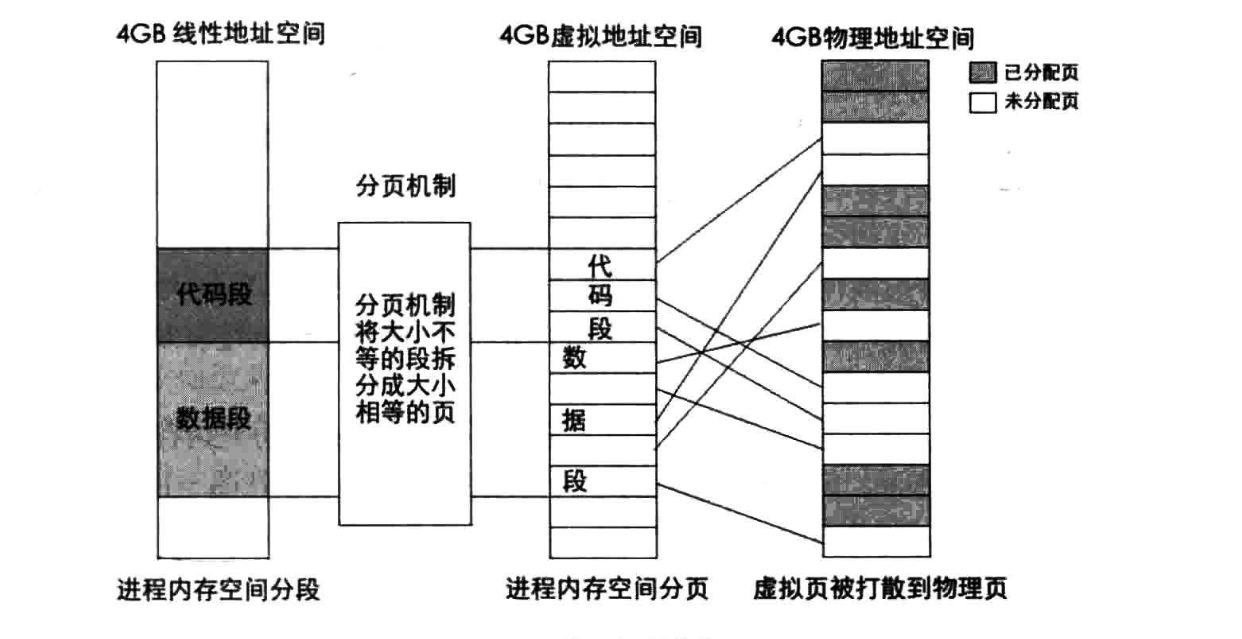 4GB 线性地址空间
4GB虚拟地址空间
4GB物理地址空间
已分配页
未分配页
分页机制
代码段
数据段
分页机制
将大小不
等的段拆
分成大小
相等的页
代
码
段
数
据
段
进程内存空间分段
进程内存空间分页
虚拟页被打散到物理页